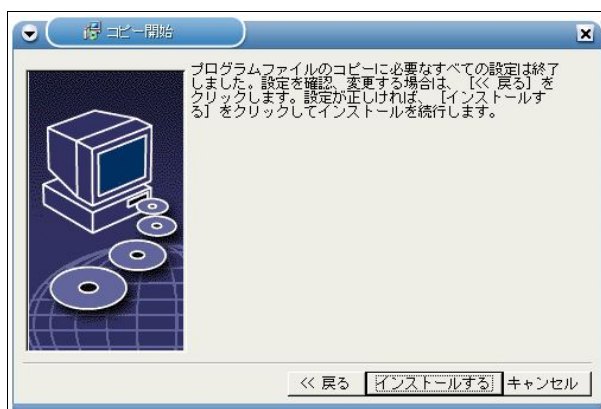 コピー開始
プログラムファイルのコピーに必要なすべての設定は終了
しました。設定を確認、変更する場合は、［<< 戻る］を
クリックします。設定が正しければ、［インストールす
る］をクリックしてインストールを続行します。
<< 戻る インストールする キャンセル